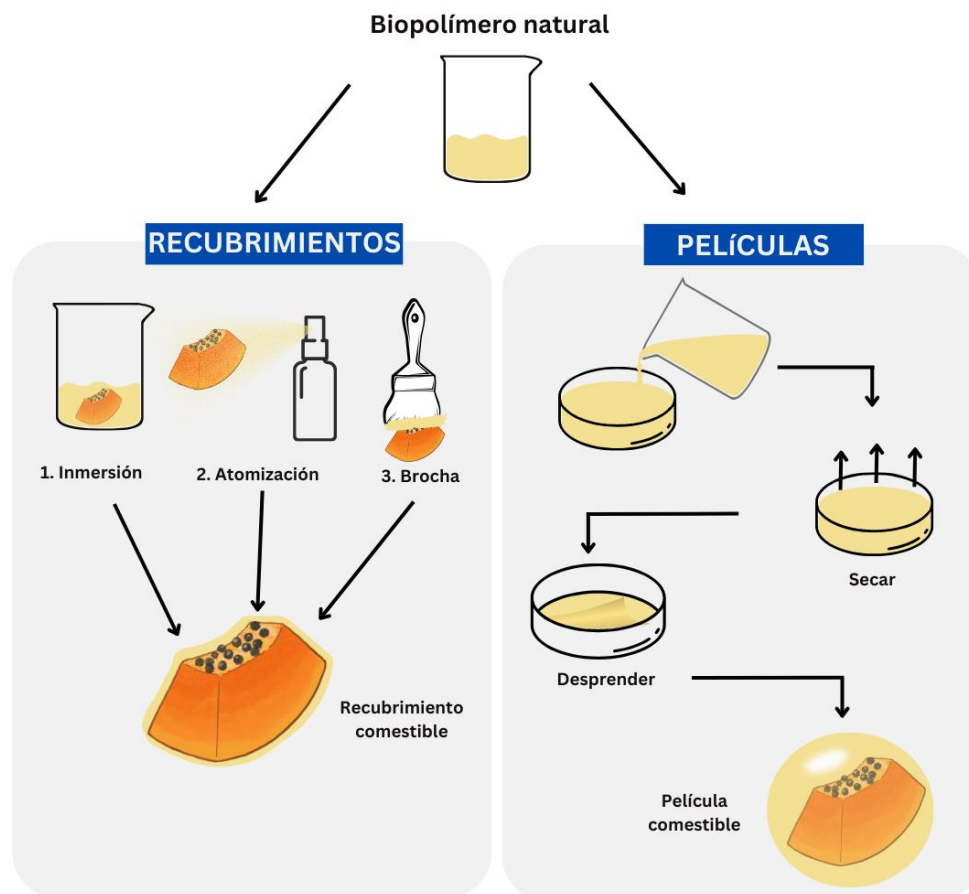 Biopolímero natural
RECUBRIMIENTOS
1. Inmersión
2. Atomización
3. Brocha
Recubrimiento
comestible
PELíCULAS
Secar
Desprender
Película
comestible